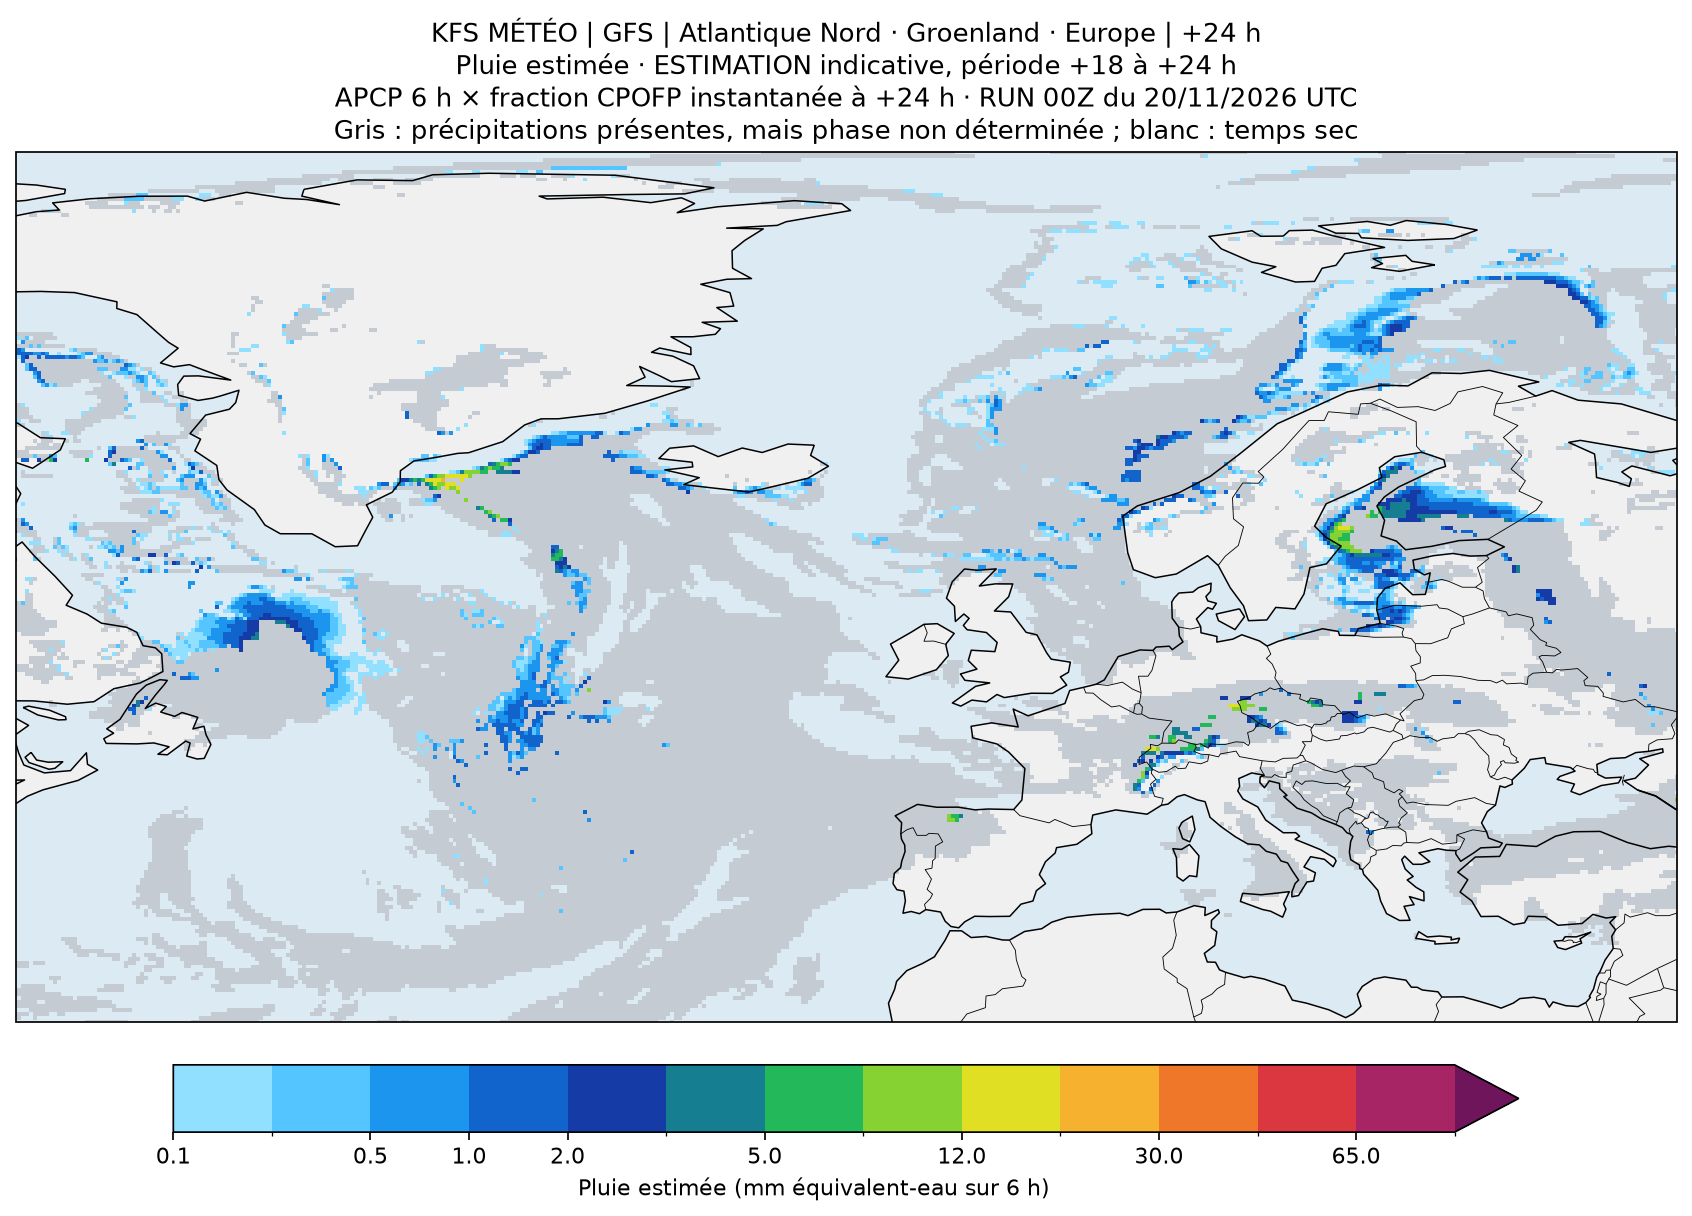 KFS MÉTÉO | GFS | Atlantique Nord · Groenland · Europe | +24 h
Pluie estimée · ESTIMATION indicative, période +18 à +24 h
APCP 6 h × fraction CPOFP instantanée à +24 h · RUN 00Z du 20/11/2026 UTC
Gris : précipitations présentes, mais phase non déterminée ; blanc : temps sec
0.1 0.5 1.0 2.0 5.0 12.0 30.0 65.0
Pluie estimée (mm équivalent-eau sur 6 h)